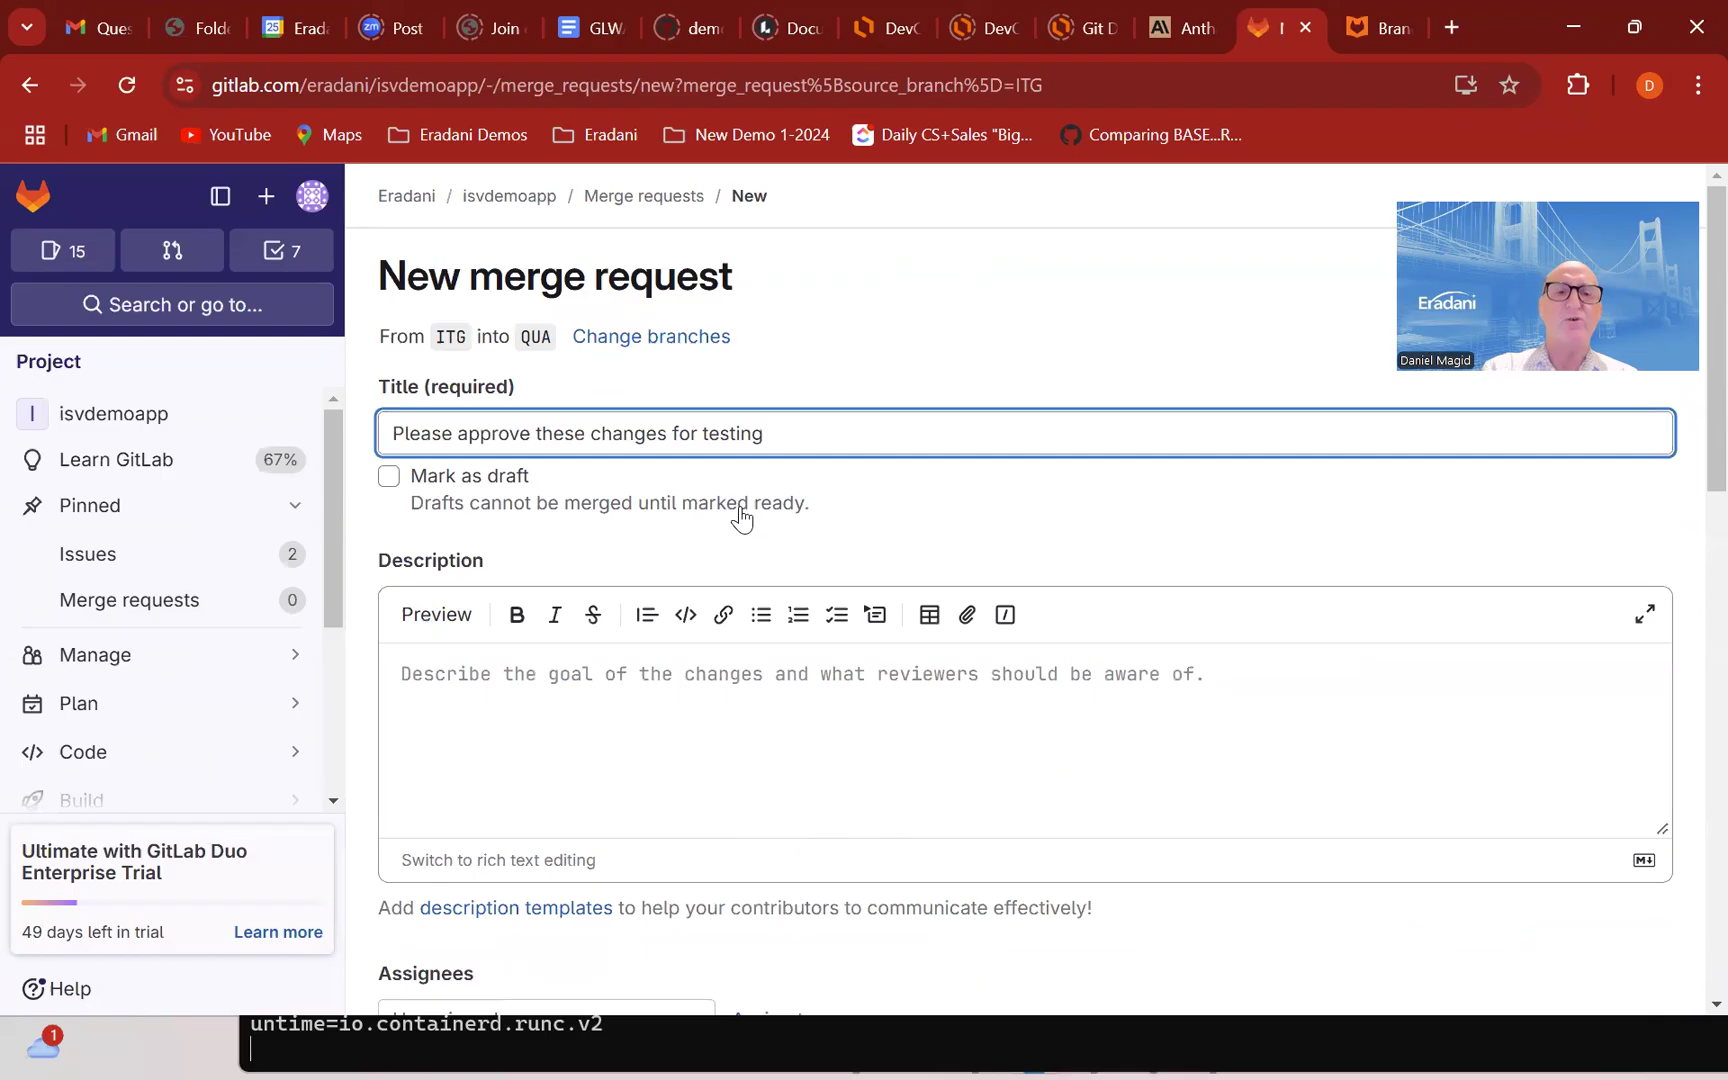 Ques
Fold
25
Erad
zm
Post
Join
GLW
dem
Docu
Dev
Dev
Git D
Anth
Bran
gitlab.com/eradani/isvdemoapp/-/merge_requests/new?merge_request%5Bsource_branch%5D=ITG
D
Gmail
YouTube
Maps
Eradani Demos
Eradani
New Demo 1-2024
Daily CS+Sales "Big...
Comparing BASE...R...
15
7
Search or go to...
Project
I
isvdemoapp
Learn GitLab
67%
Pinned
Issues
2
Merge requests
0
Manage
Plan
Code
Build
Ultimate with GitLab Duo
Enterprise Trial
49 days left in trial
Learn more
Help
1
Eradani / isvdemoapp / Merge requests / New
New merge request
From ITG into QUA Change branches
Title (required)
Please approve these changes for testing
Mark as draft
Drafts cannot be merged until marked ready.
Description
Preview
Describe the goal of the changes and what reviewers should be aware of.
Switch to rich text editing
Add description templates to help your contributors to communicate effectively!
Assignees
Eradani
Daniel Magid
untime=io.containerd.runc.v2